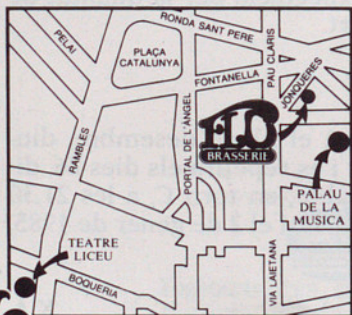 RONDA SANT PERE
PELAI
PLAÇA
CATALUNYA
PAU CLARIS
FONTANELLA
JONQUERES
RAMBLES
PORTAL DE L'ÀNGEL
BRASSERIE
PALAU
DE LA
MUSICA
TEATRE
LICEU
BOQUERIA
VIA LAIETANA